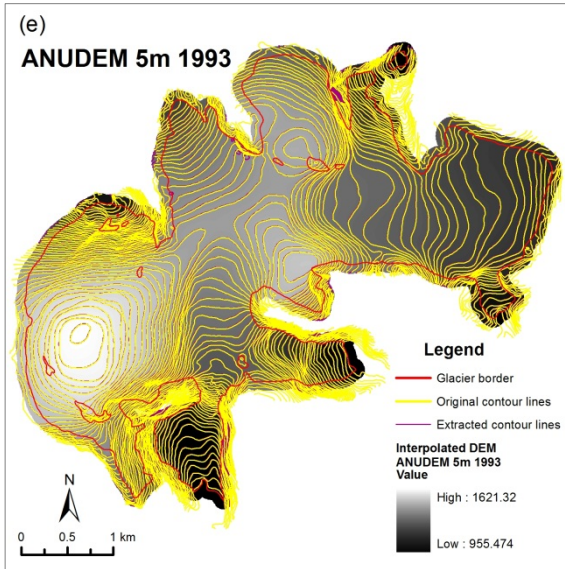 (e)
ANUDEM 5m 1993
Legend
Glacier border
Original contour lines
Extracted contour lines
Interpolated DEM
ANUDEM 5m 1993
Value
High : 1621.32
Low : 955.474
N
0 0.5 1 km